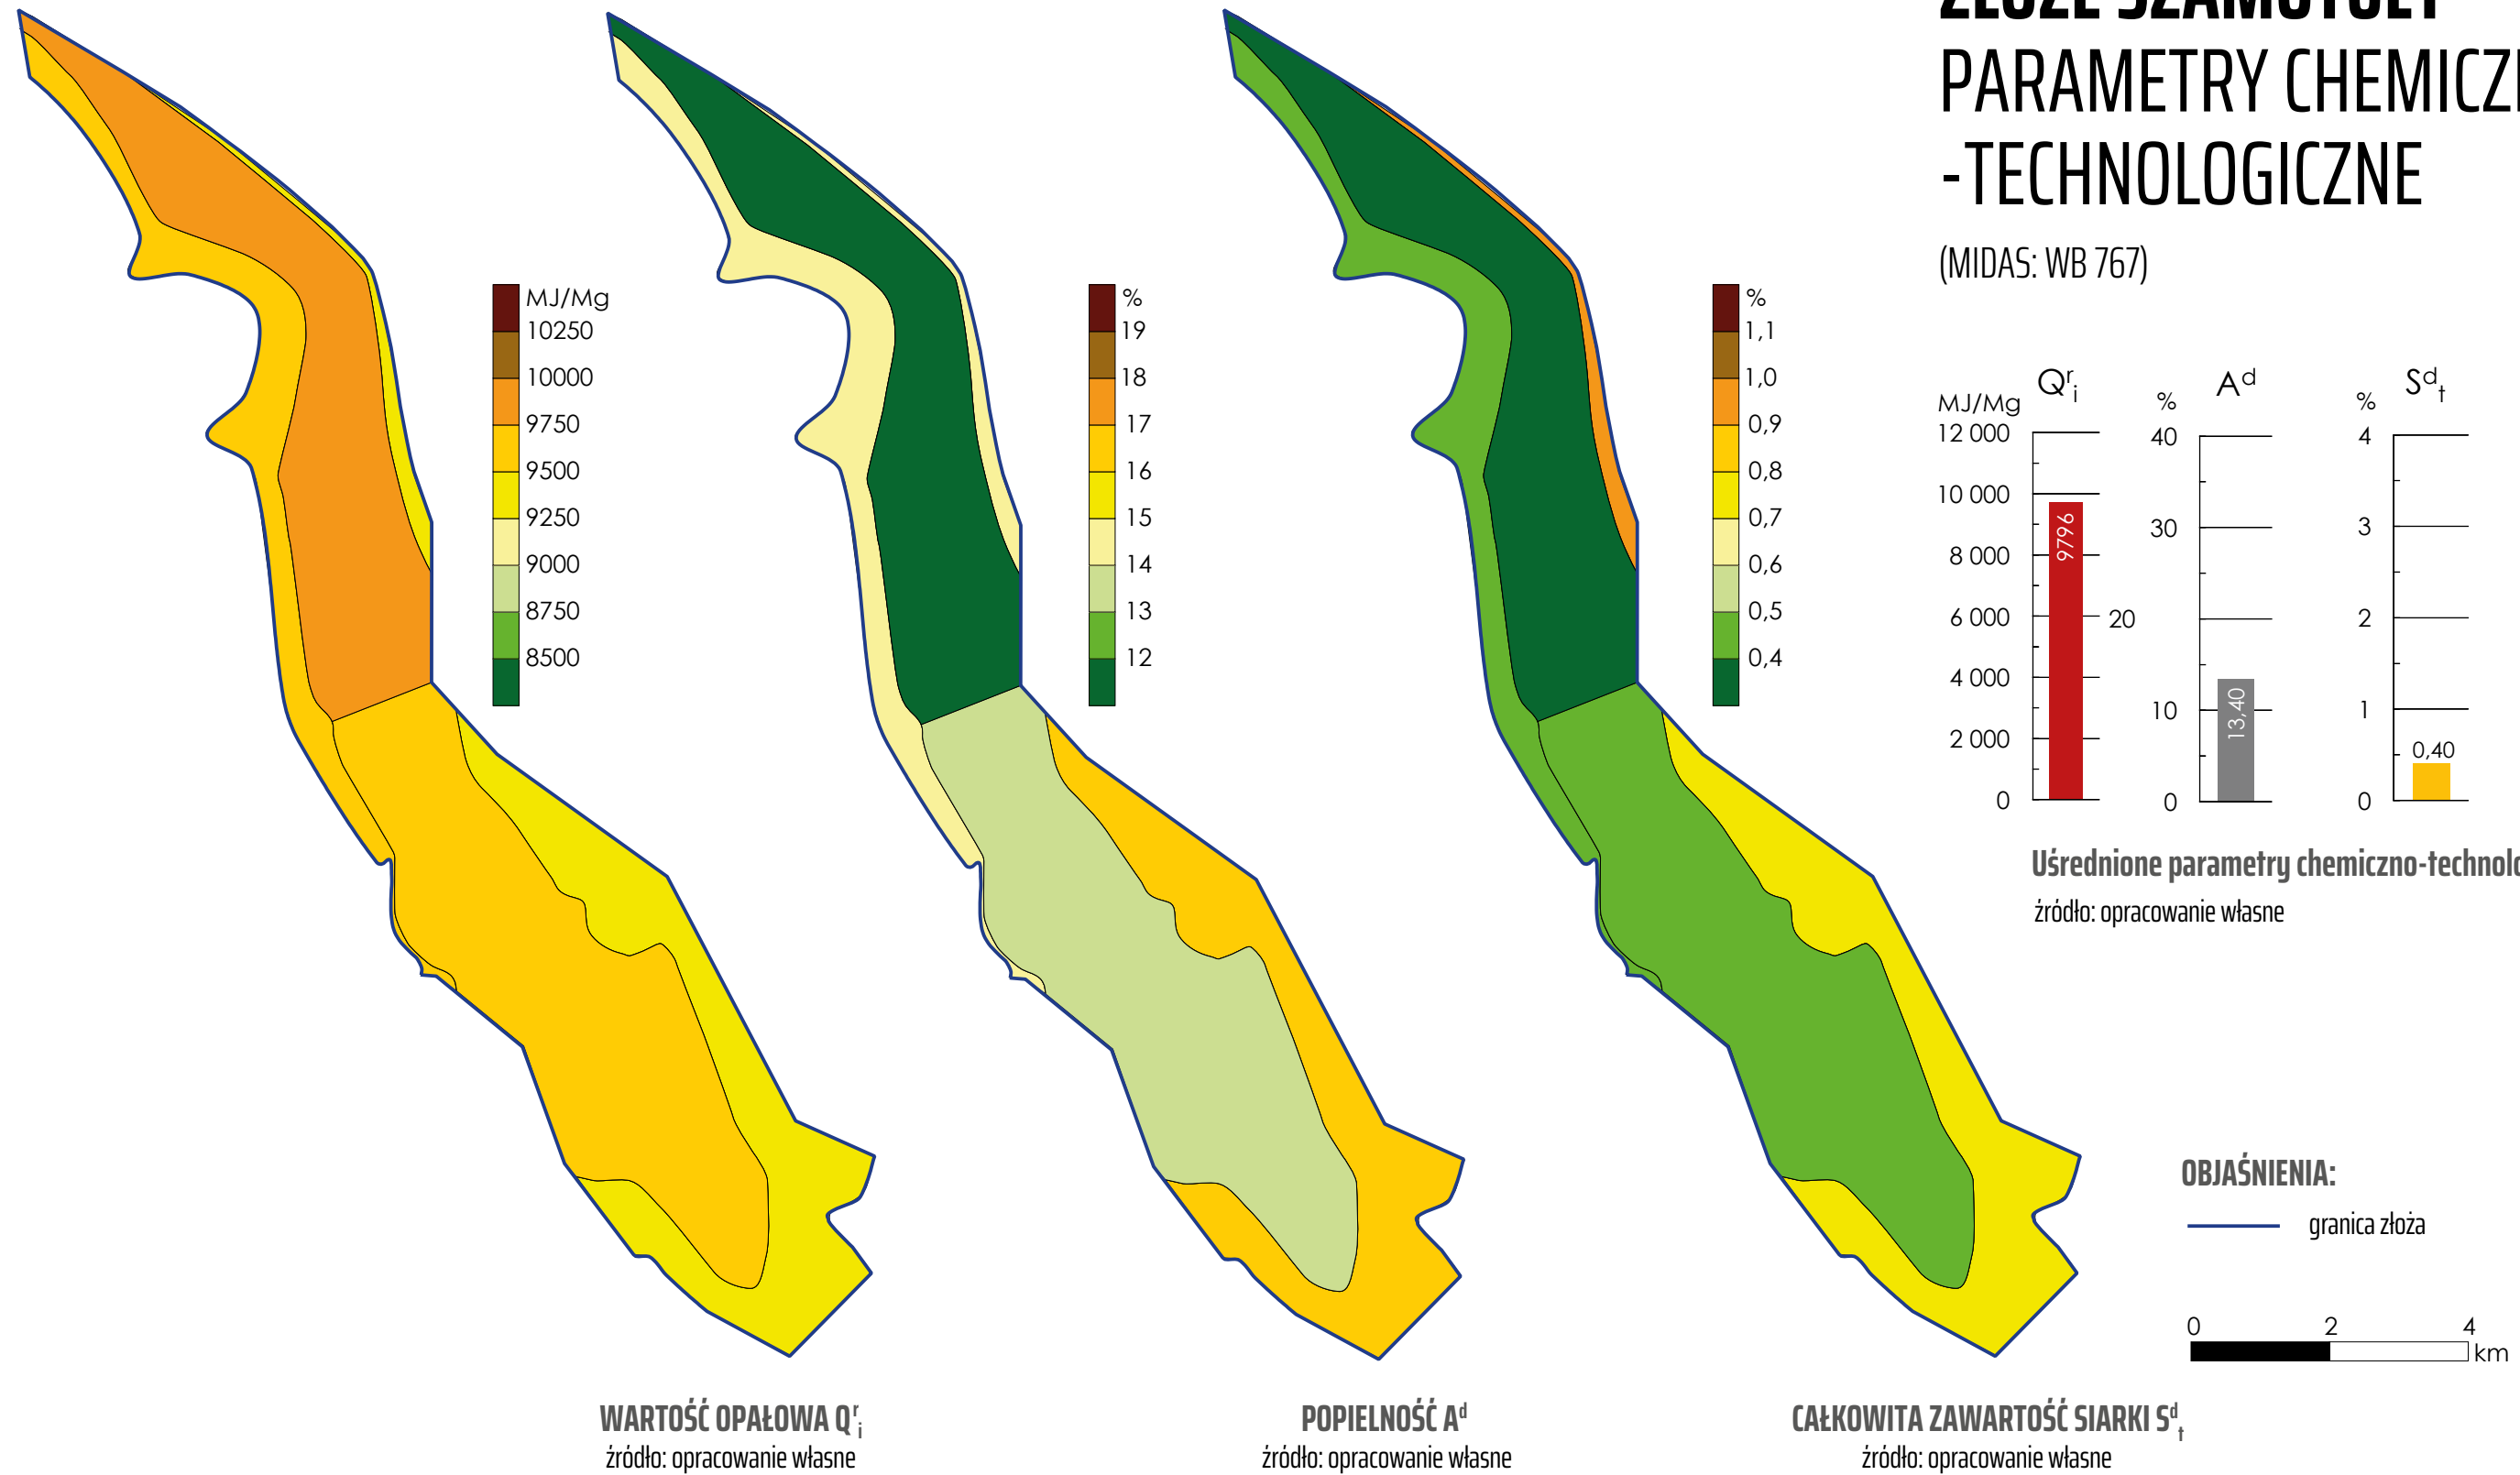 ZŁOŻE SZAMOTUŁY
PARAMETRY CHEMICZ
-TECHNOLOGICZNE
(MIDAS: WB 767)
MJ/Mg
10250
10000
9750
9500
9250
9000
8750
8500
%
19
18
17
16
15
14
13
12
%
1,1
1,0
0,9
0,8
0,7
0,6
0,5
0,4
Qri
MJ/Mg
12 000
10 000
8 000
6 000
4 000
2 000
0
9796
Ad
%
40
30
20
10
0
13,40
Sdt
%
4
3
2
1
0
0,40
Uśrednione parametry chemiczno-technolo
źródło: opracowanie własne
OBJAŚNIENIA:
granica złoża
0 2 4
km
WARTOŚĆ OPAŁOWA Qri
źródło: opracowanie własne
POPIELNOŚĆ Ad
źródło: opracowanie własne
CAŁKOWITA ZAWARTOŚĆ SIARKI Sdt
źródło: opracowanie własne